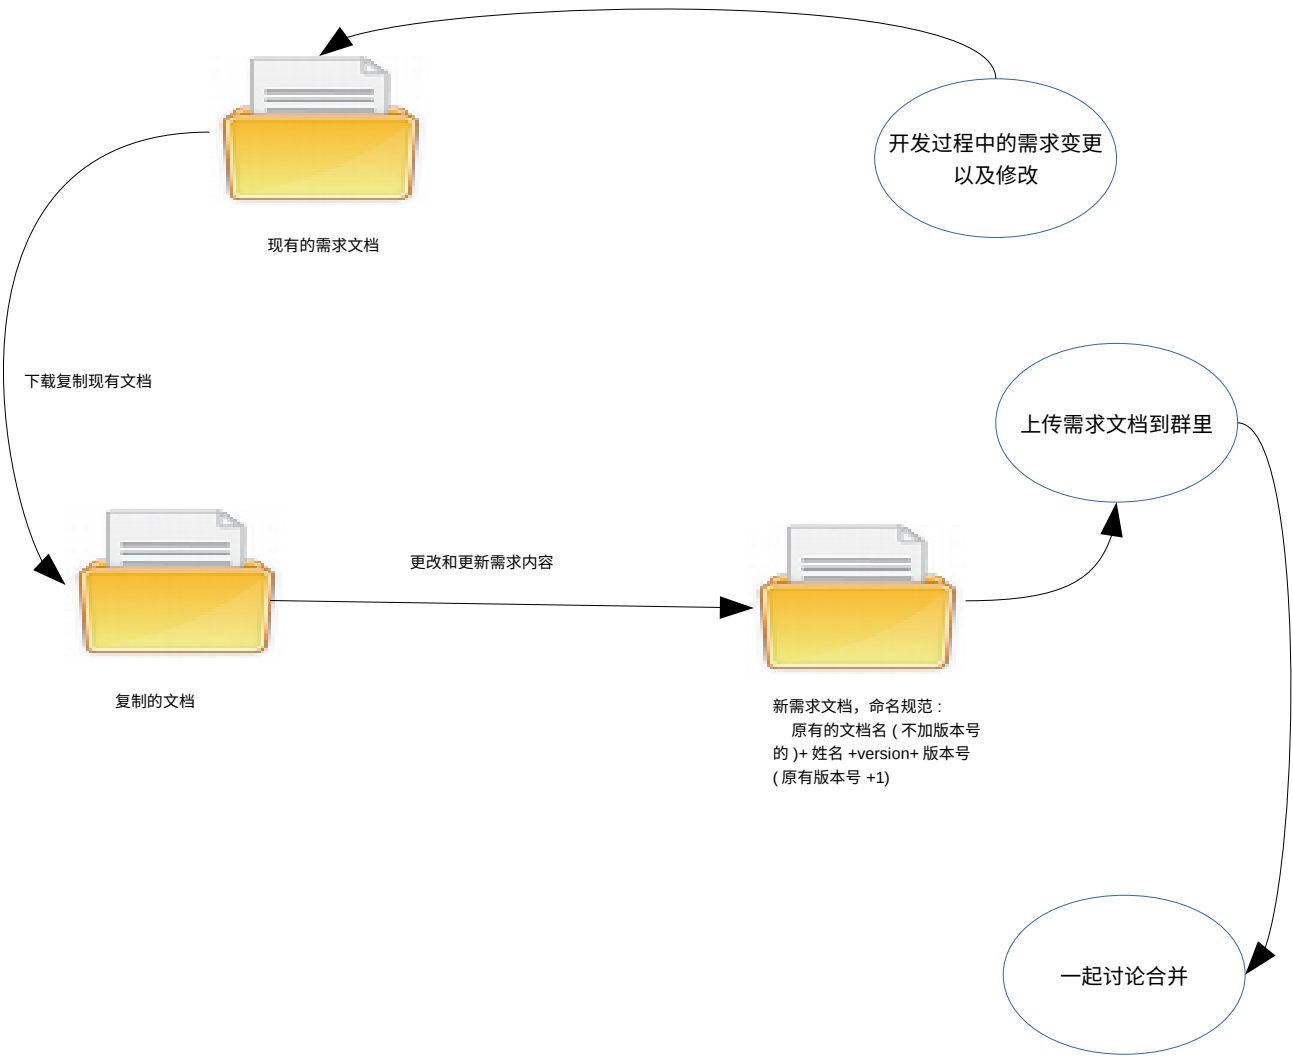 开发过程中的需求变更
以及修改
现有的需求文档
下载复制现有文档
上传需求文档到群里
更改和更新需求内容
复制的文档
新需求文档，命名规范：
原有的文档名 ( 不加版本号
的 )+ 姓名 +version+ 版本号
( 原有版本号 +1)
一起讨论合并